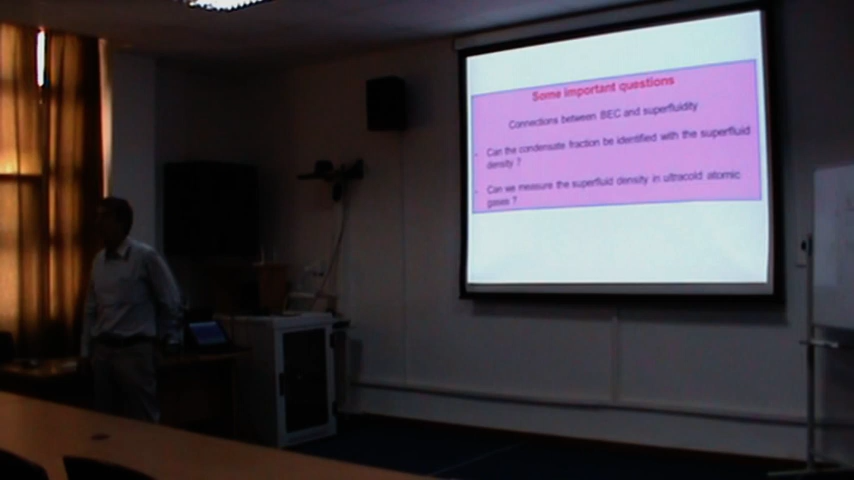 Some important questions
Connections between BEC and superfluidity
- Can the condensate fraction be identified with the superfluid
density ?
- Can we measure the superfluid density in ultracold atomic
gases ?